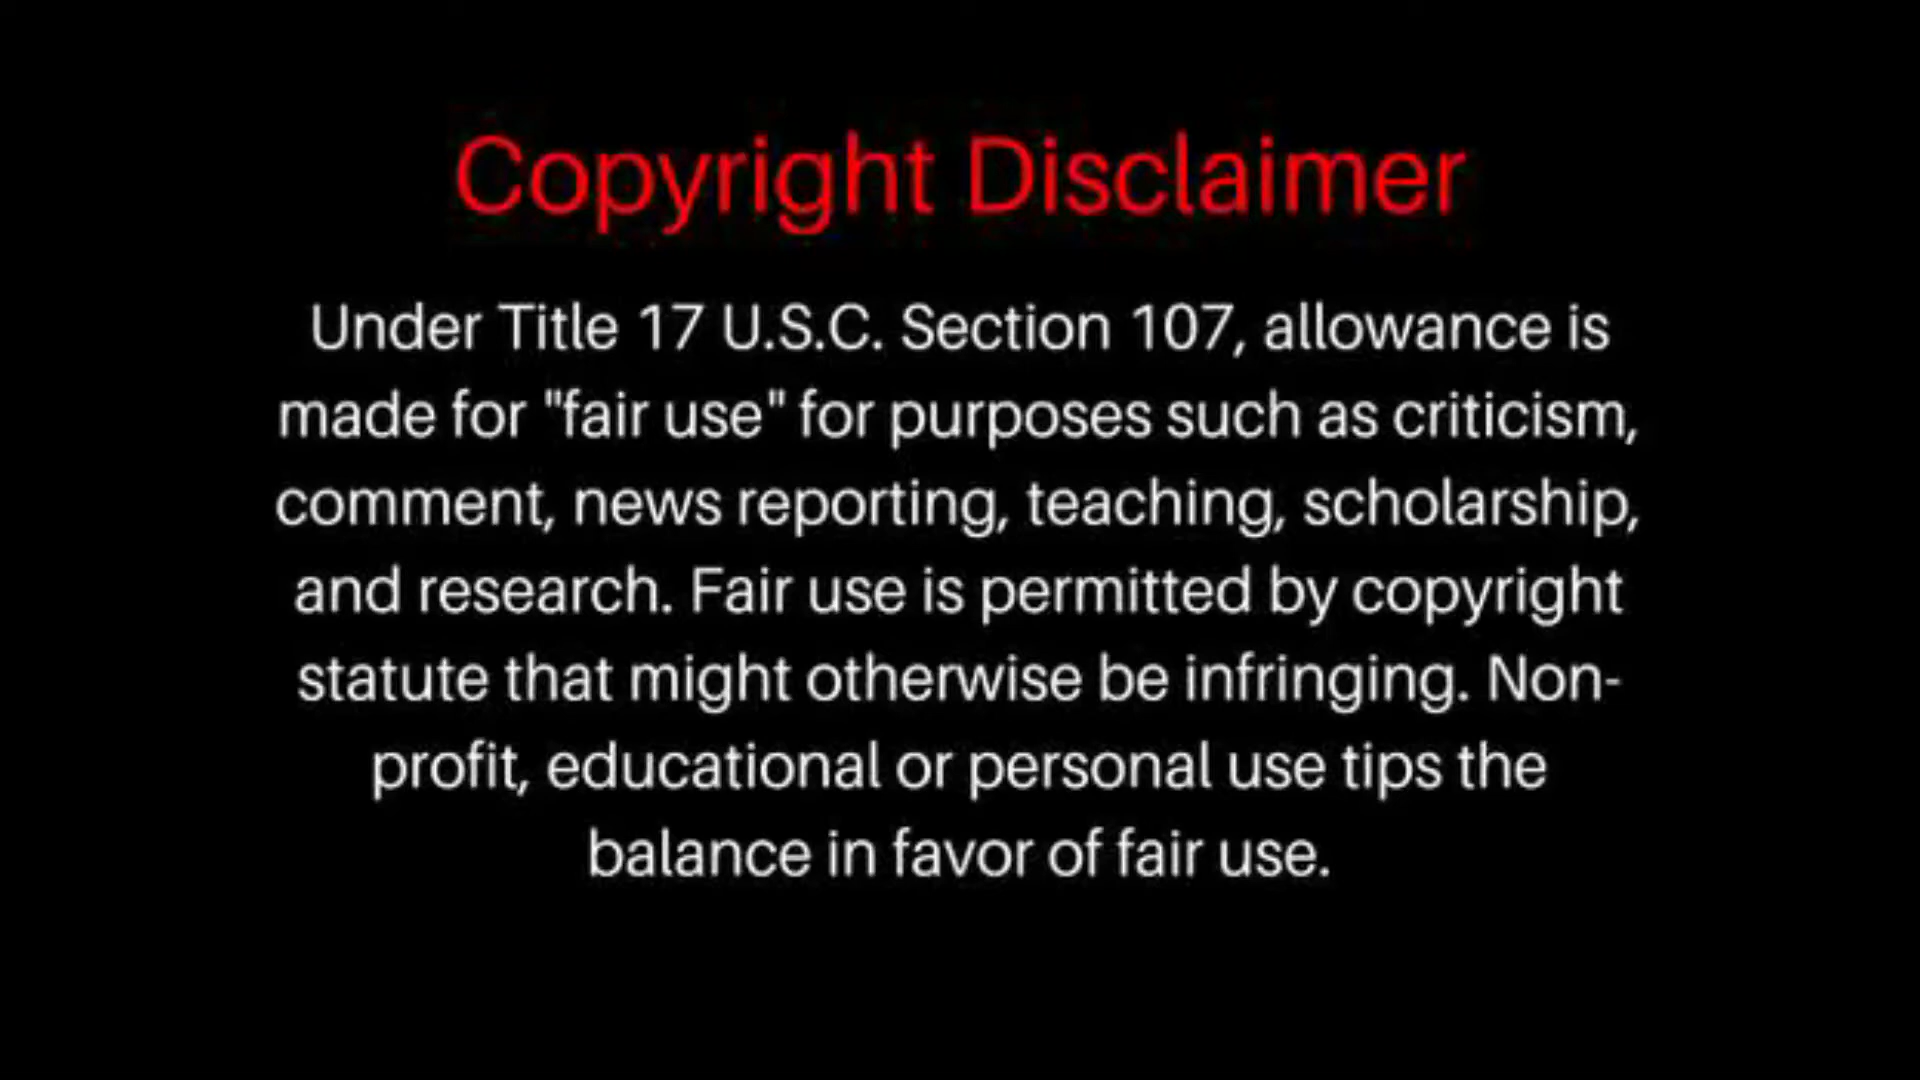 Copyright Disclaimer
Under Title 17 U.S.C. Section 107, allowance is
made for "fair use" for purposes such as criticism,
comment, news reporting, teaching, scholarship,
and research. Fair use is permitted by copyright
statute that might otherwise be infringing. Non-
profit, educational or personal use tips the
balance in favor of fair use.